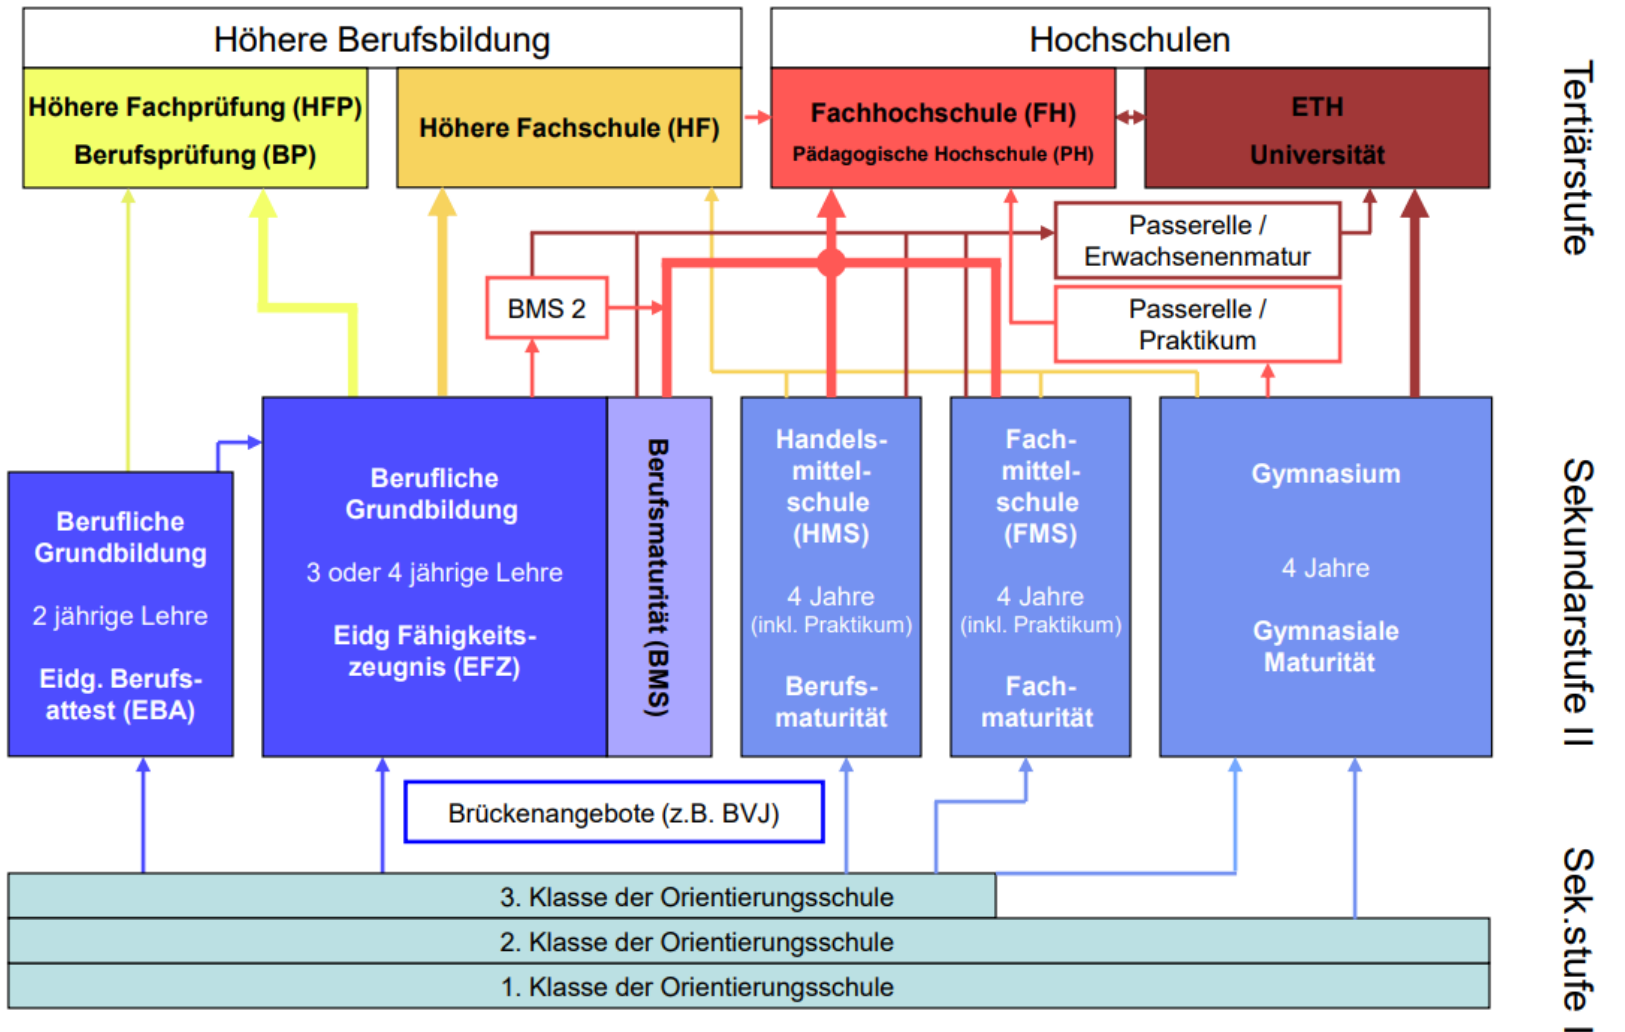 Höhere Berufsbildung
Hochschulen
Höhere Fachprüfung (HFP)
Berufsprüfung (BP)
Höhere Fachschule (HF)
Fachhochschule (FH)
Pädagogische Hochschule (PH)
ETH
Universität
Tertiärstufe
Passerelle /
Erwachsenenmatur
BMS 2
Passerelle /
Praktikum
Berufliche
Grundbildung
2 jährige Lehre
Eidg. Berufs-
attest (EBA)
Berufliche
Grundbildung
3 oder 4 jährige Lehre
Eidg Fähigkeits-
zeugnis (EFZ)
Berufsmaturität (BMS)
Handels-
mittel-
schule
(HMS)
4 Jahre
(inkl. Praktikum)
Berufs-
maturität
Fach-
mittel-
schule
(FMS)
4 Jahre
(inkl. Praktikum)
Fach-
maturität
Gymnasium
4 Jahre
Gymnasiale
Maturität
Sekundarstufe II
Brückenangebote (z.B. BVJ)
3. Klasse der Orientierungsschule
2. Klasse der Orientierungsschule
1. Klasse der Orientierungsschule
Sek.stufe I